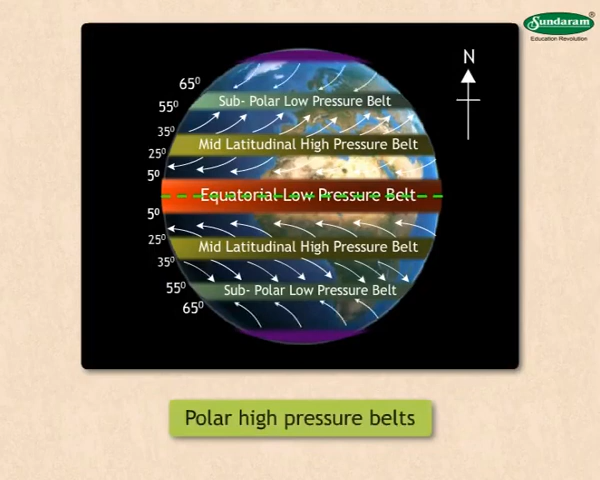 Sundaram
Education Revolution
N
65⁰
Sub- Polar Low Pressure Belt
55⁰
35⁰
Mid Latitudinal High Pressure Belt
25⁰
5⁰
Equatorial Low Pressure Belt
5⁰
25⁰
Mid Latitudinal High Pressure Belt
35⁰
55⁰
Sub- Polar Low Pressure Belt
65⁰
Polar high pressure belts